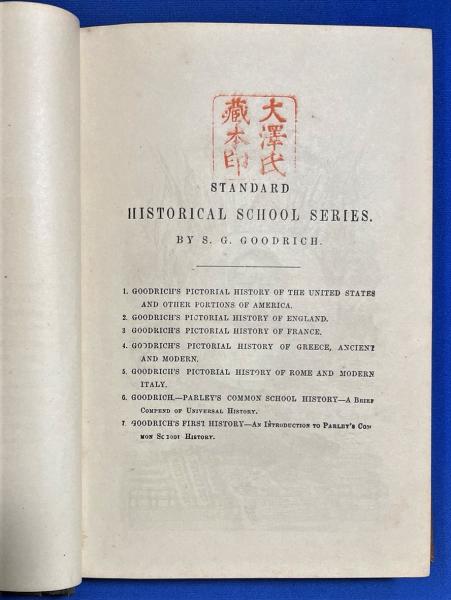 大澤氏
藏本印
STANDARD
HISTORICAL SCHOOL SERIES.
BY S. G. GOODRICH.
1. GOODRICH'S PICTORIAL HISTORY OF THE UNITED STATES
AND OTHER PORTIONS OF AMERICA.
2. GOODRICH'S PICTORIAL HISTORY OF ENGLAND.
3 GOODRICH'S PICTORIAL HISTORY OF FRANCE.
4. GOODRICH'S PICTORIAL HISTORY OF GREECE, ANCIENT
AND MODERN.
5. GOODRICH'S PICTORIAL HISTORY OF ROME AND MODERN
ITALY.
6. GOODRICH.—PARLEY'S COMMON SCHOOL HISTORY—A BRIEF
COMPEND OF UNIVERSAL HISTORY.
7. GOODRICH'S FIRST HISTORY—AN INTRODUCTION TO PARLEY'S COM
MON SCHOOL HISTORY.